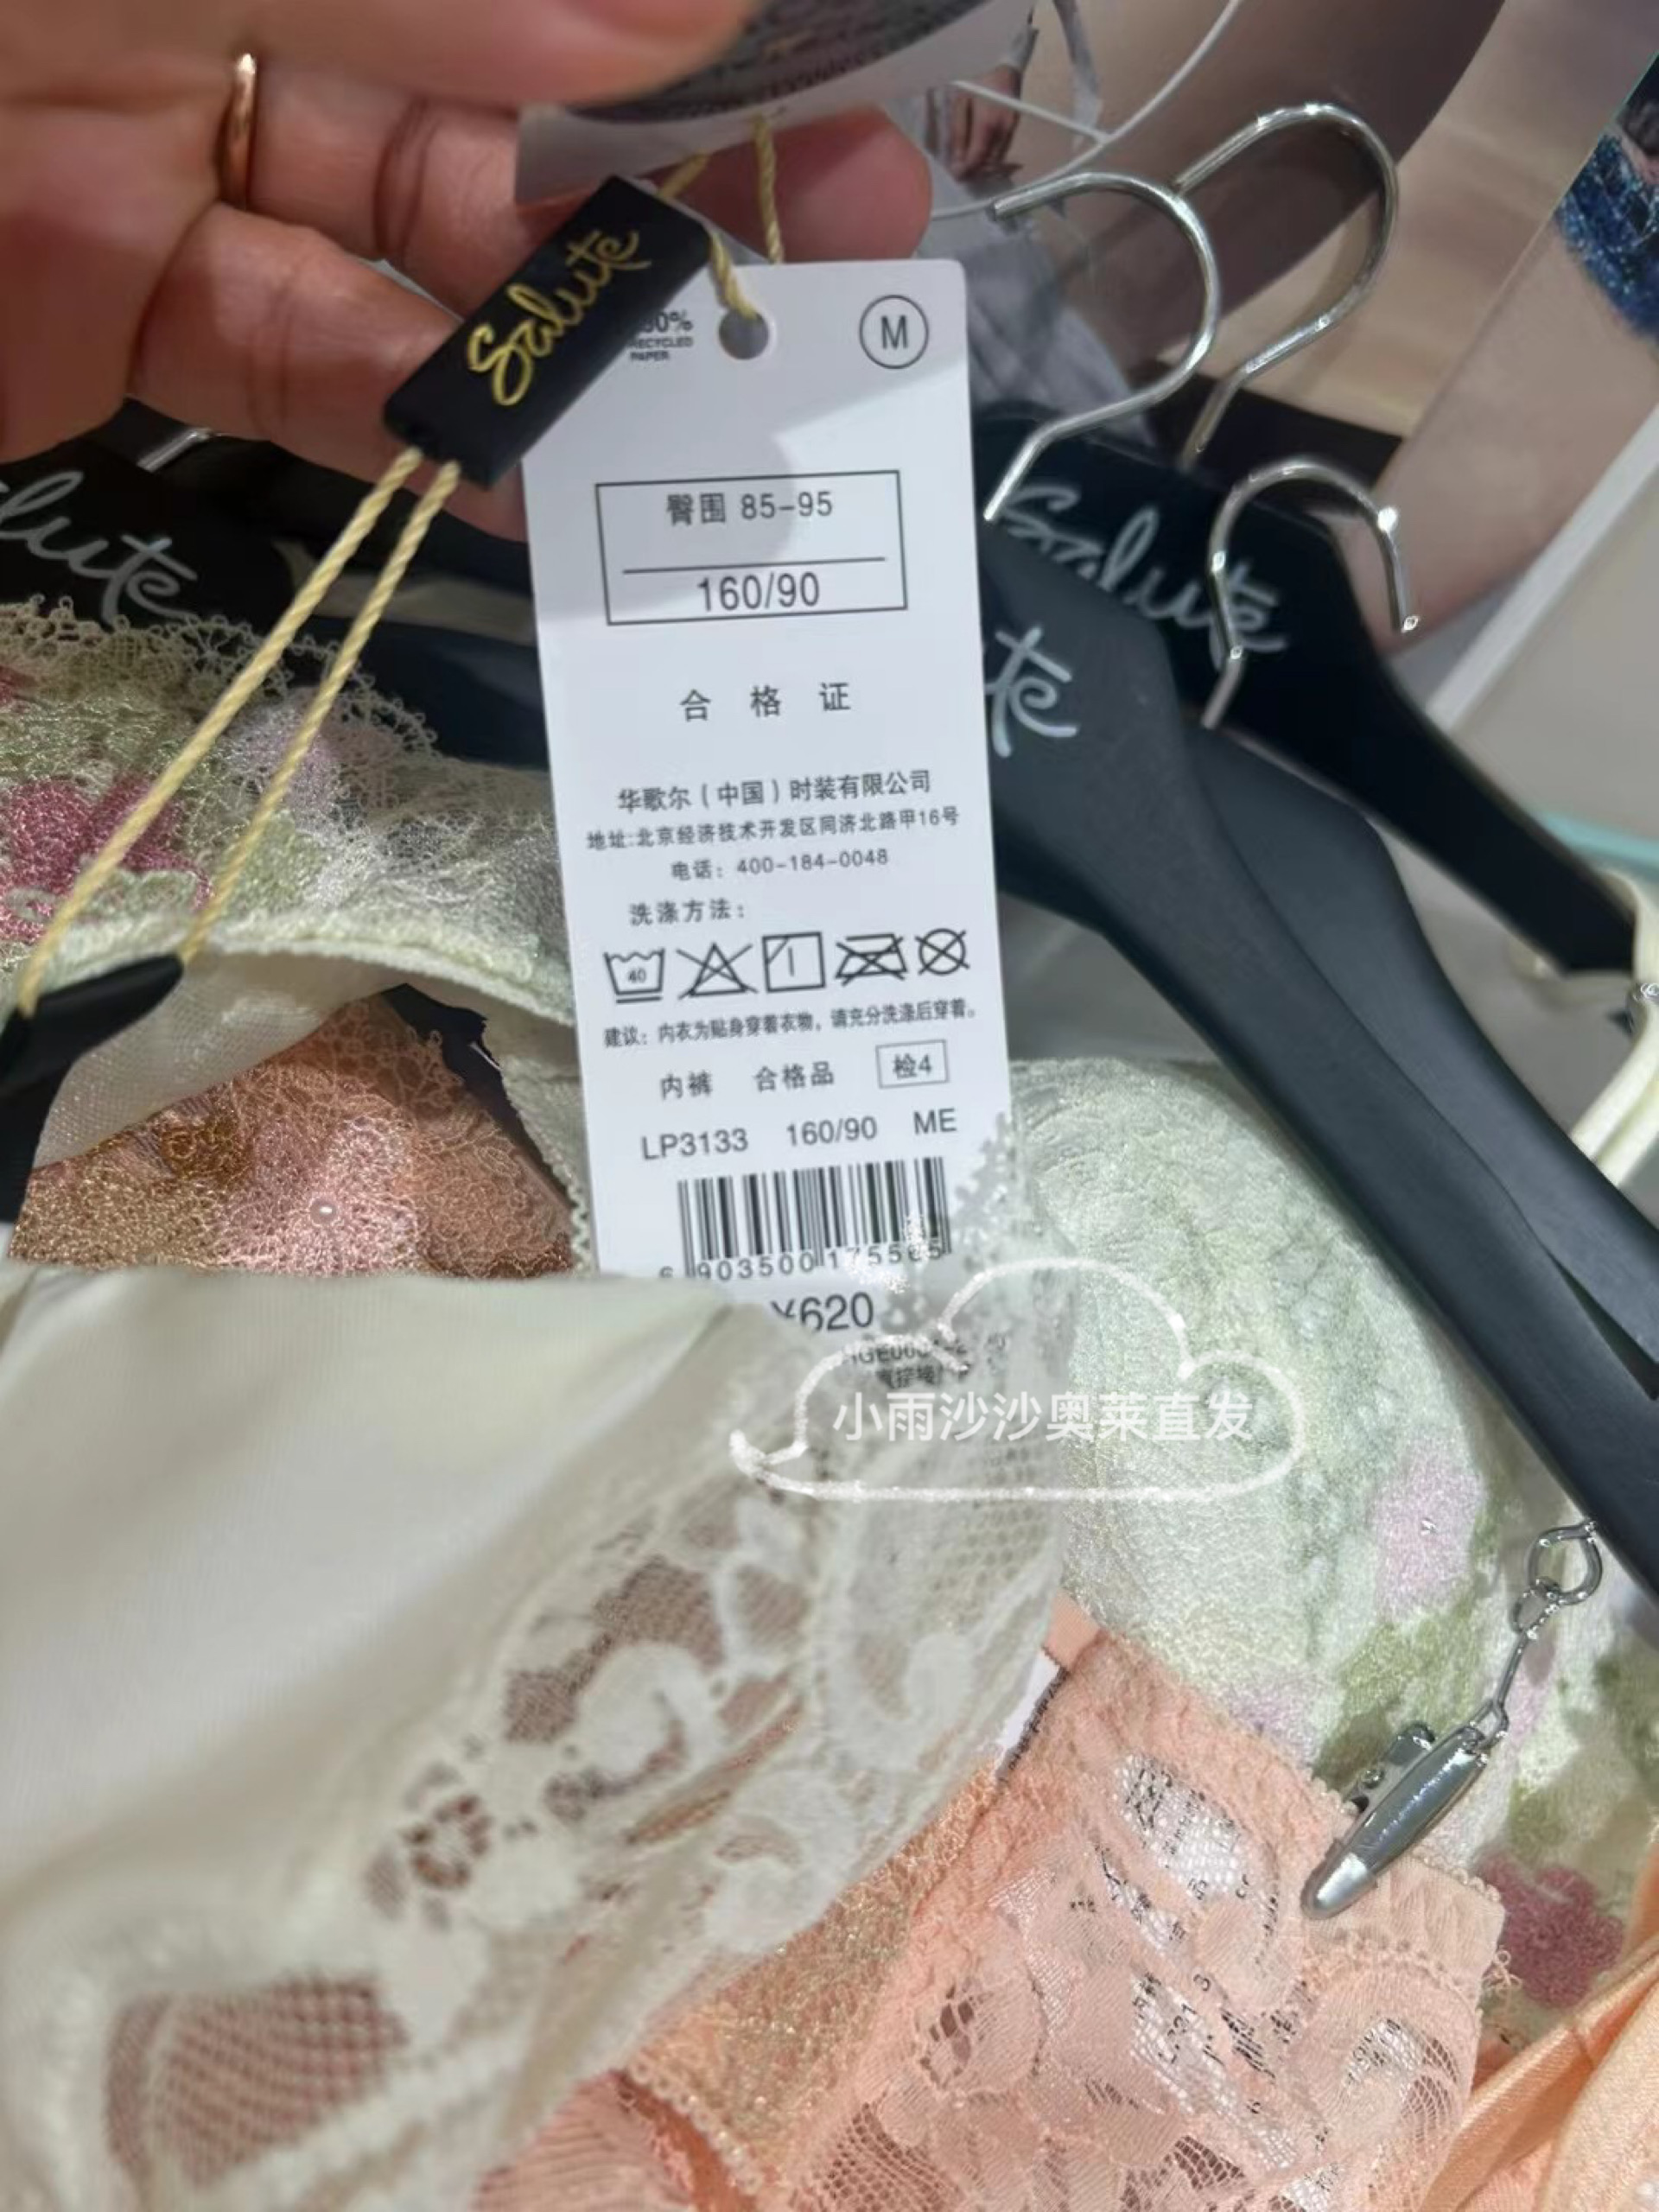 Salute
RECYCLED
PAPER
M
臀围 85-95
160/90
合格证
华歌尔（中国）时装有限公司
地址:北京经济技术开发区同济北路甲16号
电话：400-184-0048
洗涤方法：
40
建议：内衣为贴身穿着衣物，请充分洗涤后穿着。
内裤 合格品 检4
LP3133 160/90 ME
¥620
小雨沙沙奥莱直发
Salute